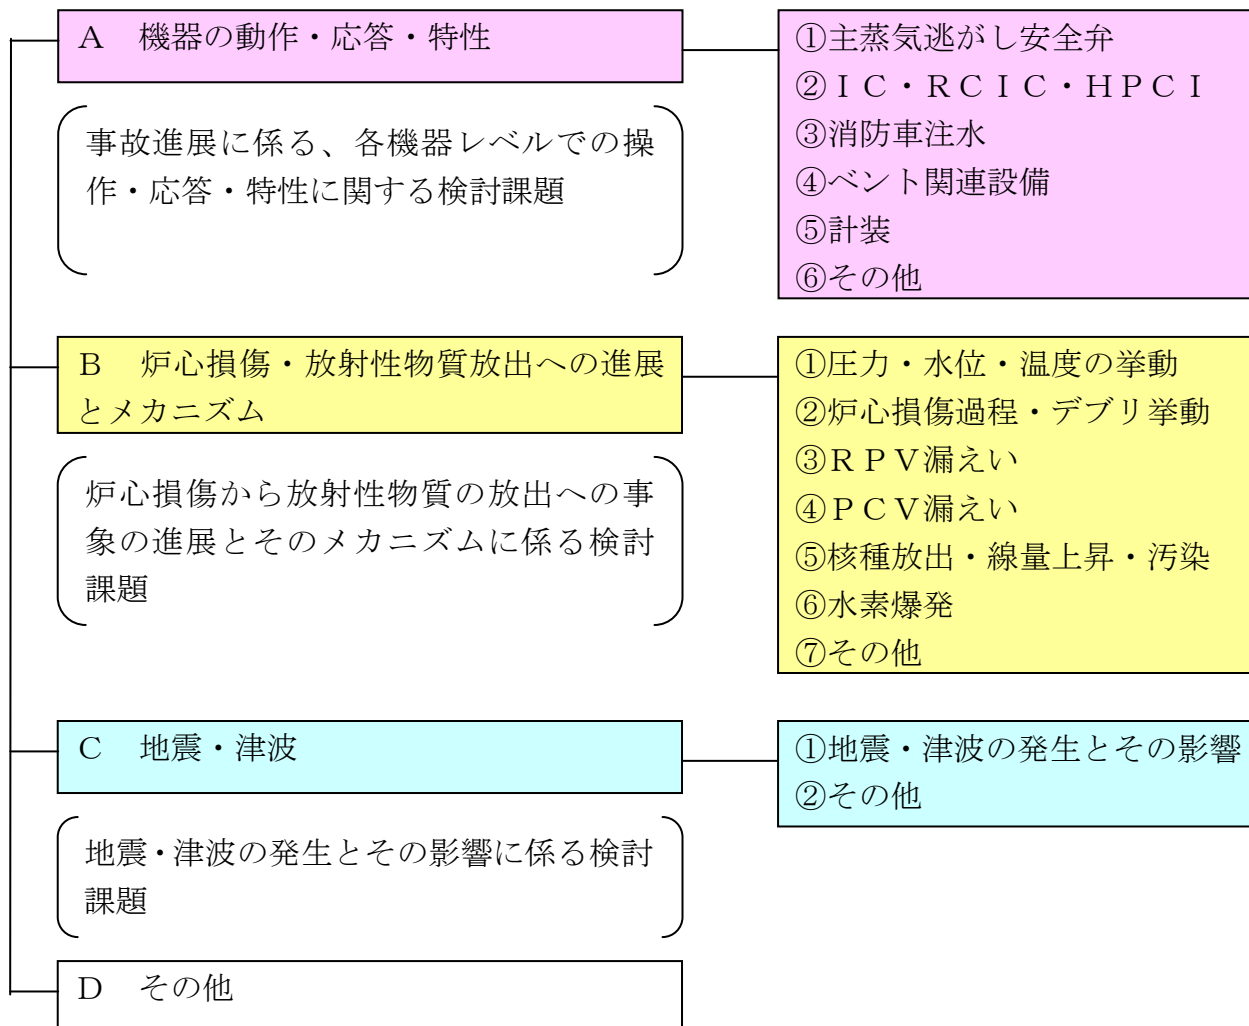 A　機器の動作・応答・特性
事故進展に係る、各機器レベルでの操
作・応答・特性に関する検討課題
①主蒸気逃がし安全弁
②ＩＣ・ＲＣＩＣ・ＨＰＣＩ
③消防車注水
④ベント関連設備
⑤計装
⑥その他
B　炉心損傷・放射性物質放出への進展
とメカニズム
炉心損傷から放射性物質の放出への事
象の進展とそのメカニズムに係る検討
課題
①圧力・水位・温度の挙動
②炉心損傷過程・デブリ挙動
③ＲＰＶ漏えい
④ＰＣＶ漏えい
⑤核種放出・線量上昇・汚染
⑥水素爆発
⑦その他
C　地震・津波
地震・津波の発生とその影響に係る検討
課題
①地震・津波の発生とその影響
②その他
D　その他